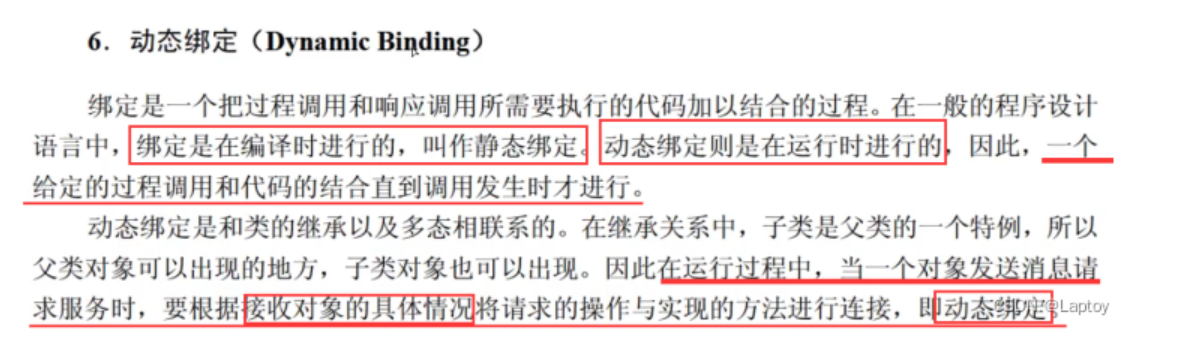 6．动态绑定（Dynamic Binding）
绑定是一个把过程调用和响应调用所需要执行的代码加以结合的过程。在一般的程序设计
语言中，绑定是在编译时进行的，叫作静态绑定。动态绑定则是在运行时进行的，因此，一个
给定的过程调用和代码的结合直到调用发生时才进行。
动态绑定是和类的继承以及多态相联系的。在继承关系中，子类是父类的一个特例，所以
父类对象可以出现的地方，子类对象也可以出现。因此在运行过程中，当一个对象发送消息请
求服务时，要根据接收对象的具体情况将请求的操作与实现的方法进行连接，即动态绑定。
@Laptoy